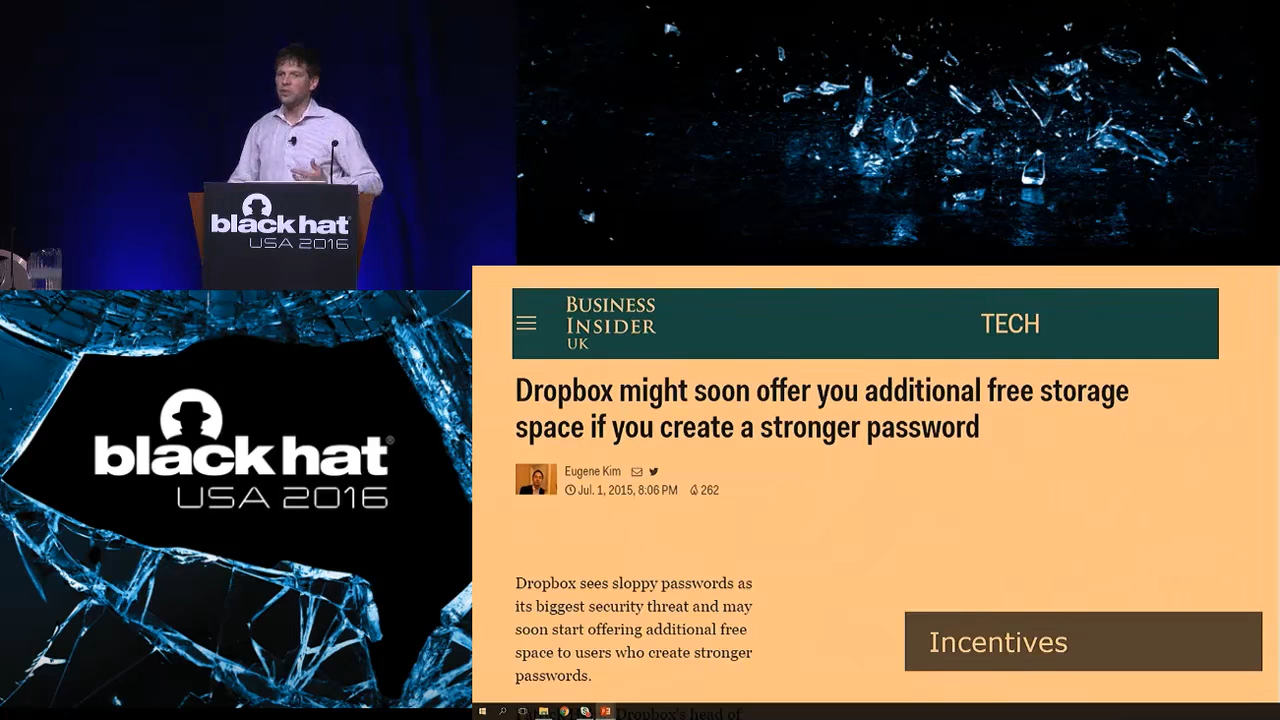 black hat
USA 2016
black hat®
USA 2016
BUSINESS
INSIDER
UK
TECH
Dropbox might soon offer you additional free storage
space if you create a stronger password
Eugene Kim
Jul. 1, 2015, 8:06 PM 262
Dropbox sees sloppy passwords as
its biggest security threat and may
soon start offering additional free
space to users who create stronger
passwords.
Incentives
Dropbox's head of